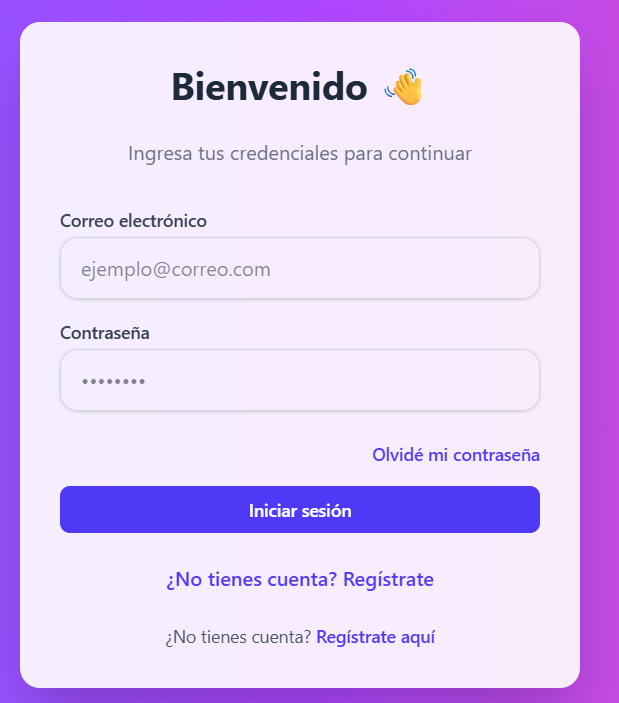 Bienvenido 👋
Ingresa tus credenciales para continuar
Correo electrónico
ejemplo@correo.com
Contraseña
••••••••
Olvidé mi contraseña
Iniciar sesión
¿No tienes cuenta? Regístrate
¿No tienes cuenta? Regístrate aquí